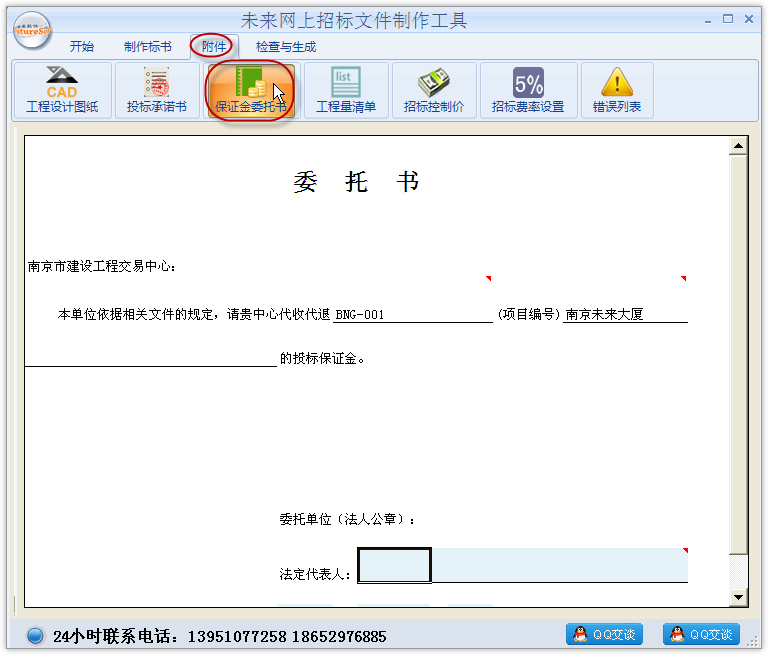 未来网上招标文件制作工具
开始 制作标书 附件 检查与生成
CAD list 5%
工程设计图纸 投标承诺书 保证金委托书 工程量清单 招标控制价 招标费率设置 错误列表
委 托 书
南京市建设工程交易中心：
本单位依据相关文件的规定，请贵中心代收代退 BNG-001 (项目编号) 南京未来大厦
的投标保证金。
委托单位（法人公章）：
法定代表人：
24小时联系电话：13951077258 18652976885 QQ交谈 QQ交谈